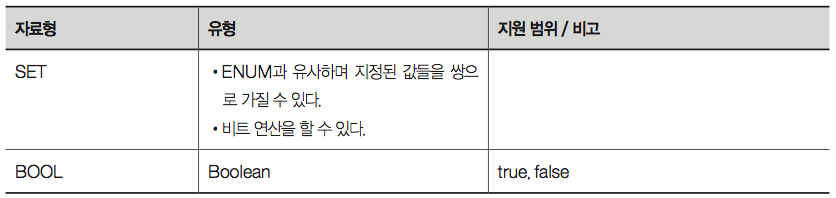 자료형 유형 지원 범위 / 비고
SET • ENUM과 유사하며 지정된 값들을 쌍으
로 가질 수 있다.
• 비트 연산을 할 수 있다.
BOOL Boolean true, false